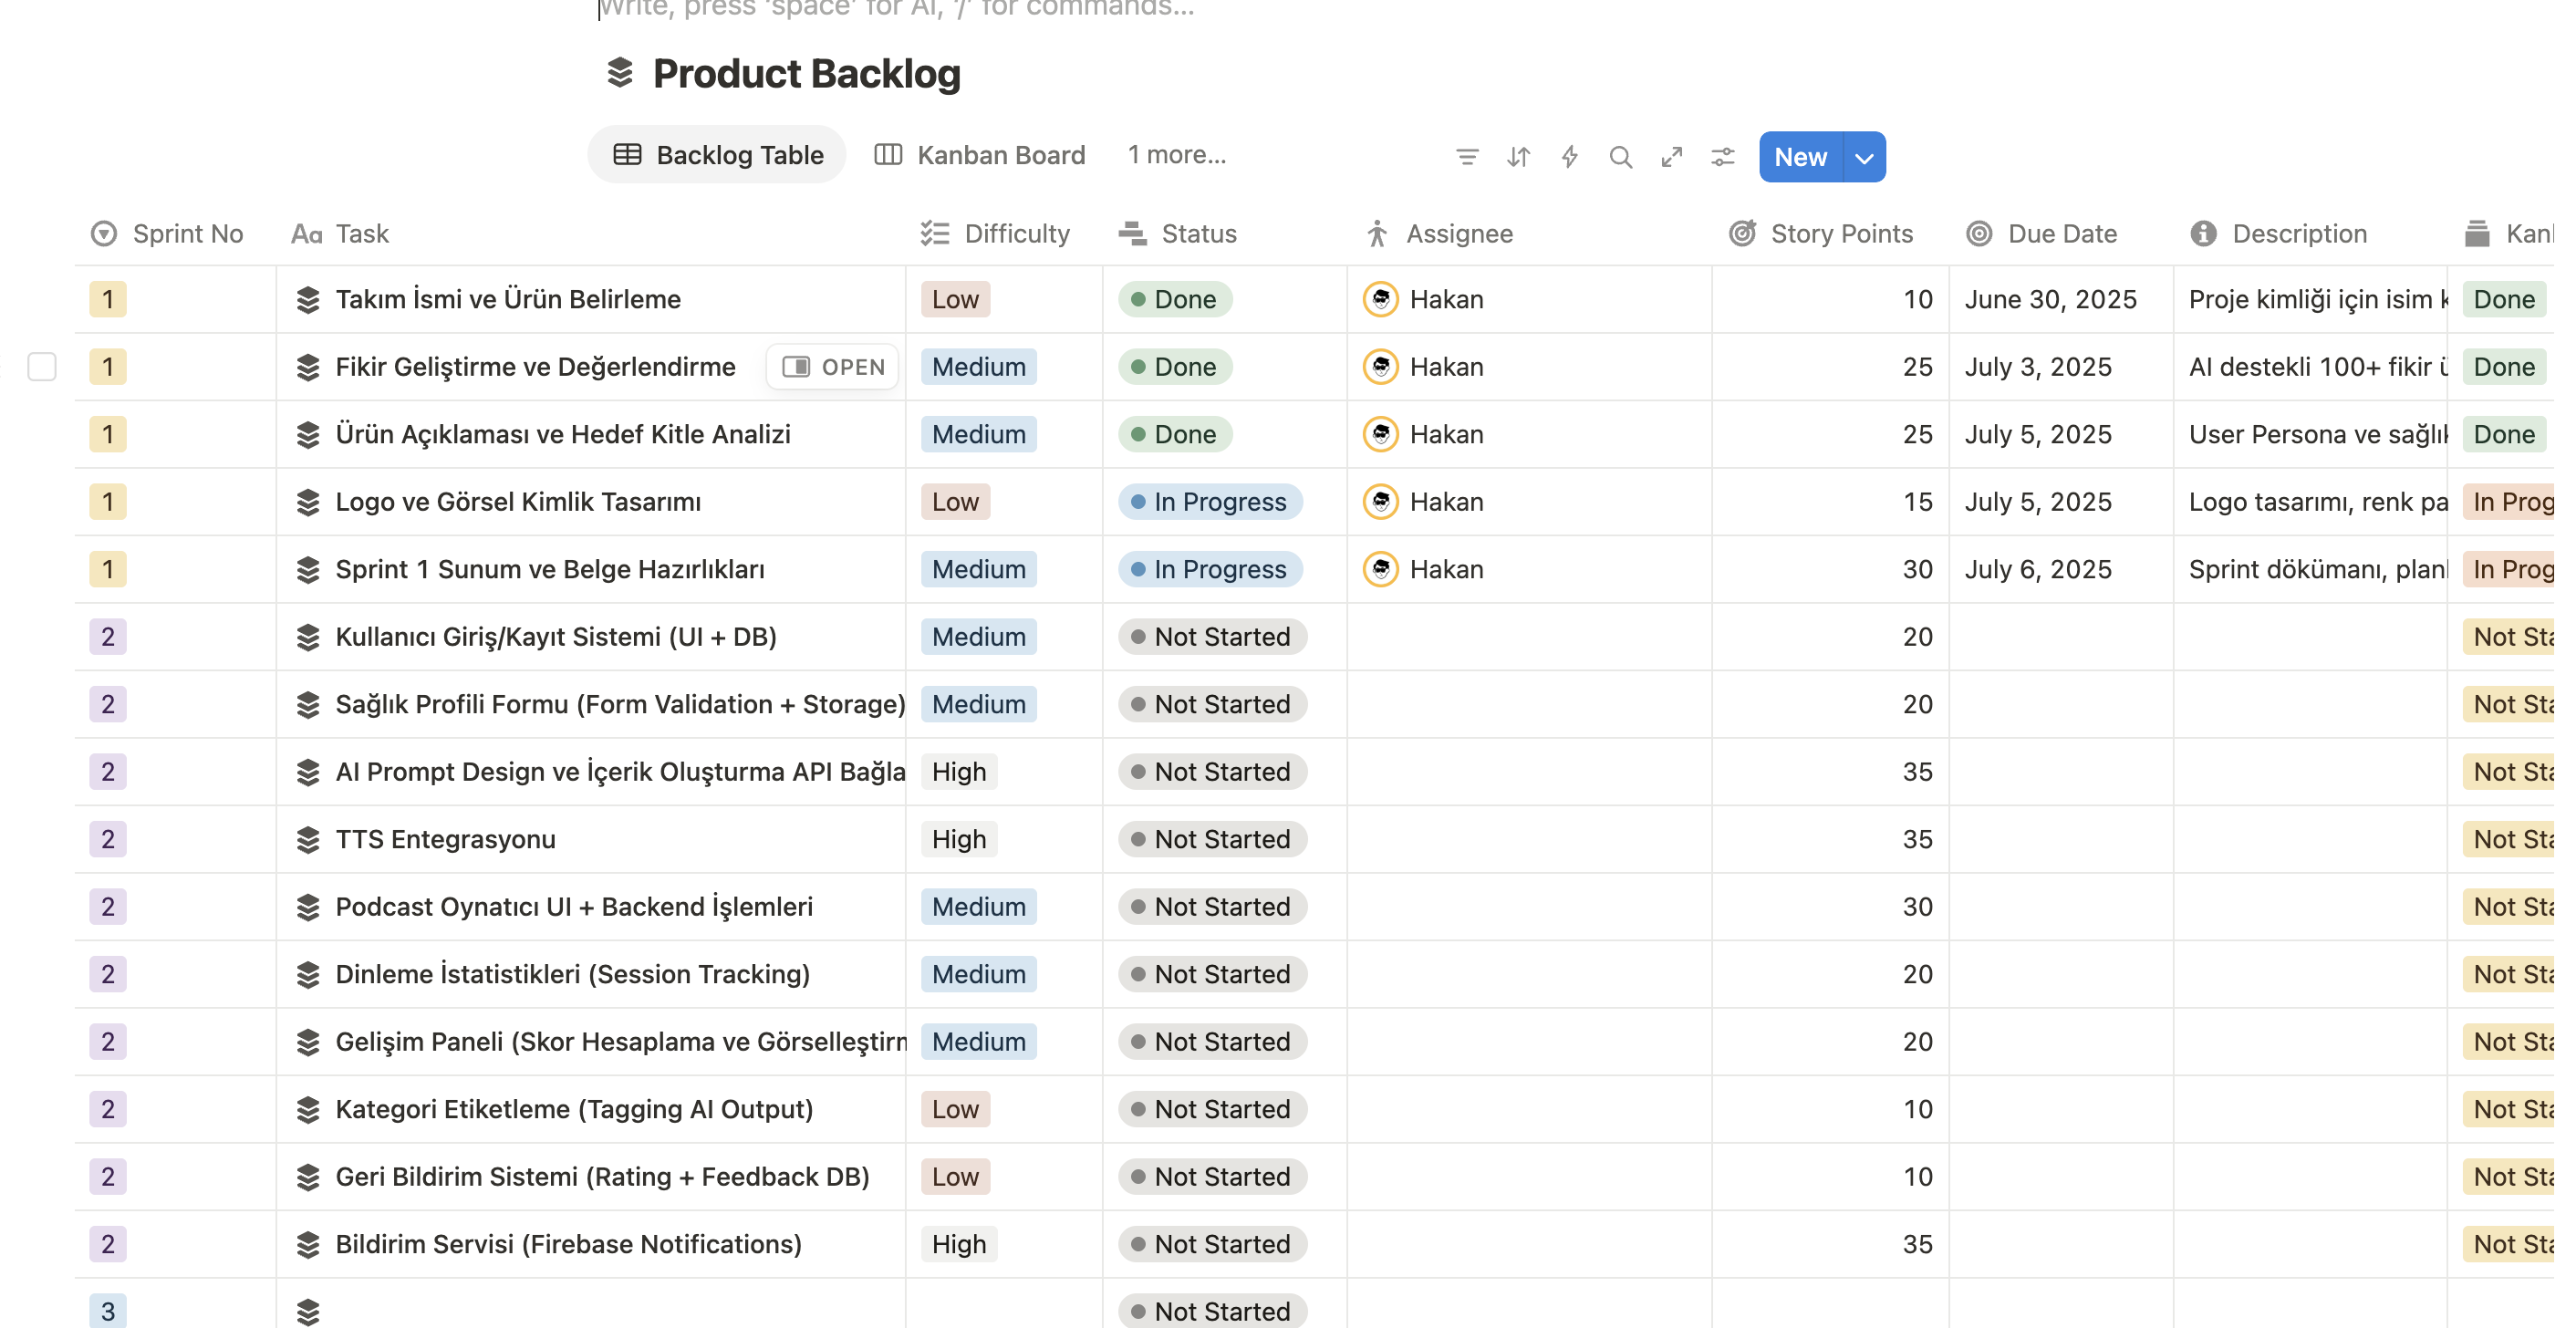 Write, press ‘space’ for AI, ‘/’ for commands...
Product Backlog
Backlog Table Kanban Board 1 more... New
Sprint No Aa Task Difficulty Status Assignee Story Points Due Date Description Kanl
1 Takım İsmi ve Ürün Belirleme Low Done Hakan 10 June 30, 2025 Proje kimliği için isim k Done
1 Fikir Geliştirme ve Değerlendirme OPEN Medium Done Hakan 25 July 3, 2025 AI destekli 100+ fikir ü Done
1 Ürün Açıklaması ve Hedef Kitle Analizi Medium Done Hakan 25 July 5, 2025 User Persona ve sağlık Done
1 Logo ve Görsel Kimlik Tasarımı Low In Progress Hakan 15 July 5, 2025 Logo tasarımı, renk pa In Prog
1 Sprint 1 Sunum ve Belge Hazırlıkları Medium In Progress Hakan 30 July 6, 2025 Sprint dökümanı, planl In Prog
2 Kullanıcı Giriş/Kayıt Sistemi (UI + DB) Medium Not Started 20 Not Sta
2 Sağlık Profili Formu (Form Validation + Storage) Medium Not Started 20 Not Sta
2 AI Prompt Design ve İçerik Oluşturma API Bağla High Not Started 35 Not Sta
2 TTS Entegrasyonu High Not Started 35 Not Sta
2 Podcast Oynatıcı UI + Backend İşlemleri Medium Not Started 30 Not Sta
2 Dinleme İstatistikleri (Session Tracking) Medium Not Started 20 Not Sta
2 Gelişim Paneli (Skor Hesaplama ve Görselleştirm Medium Not Started 20 Not Sta
2 Kategori Etiketleme (Tagging AI Output) Low Not Started 10 Not Sta
2 Geri Bildirim Sistemi (Rating + Feedback DB) Low Not Started 10 Not Sta
2 Bildirim Servisi (Firebase Notifications) High Not Started 35 Not Sta
3 Not Started